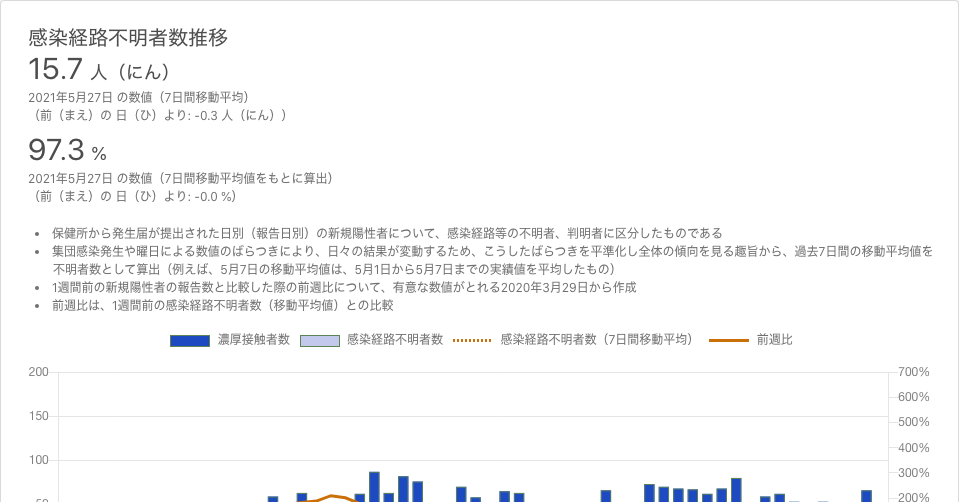 感染経路不明者数推移
15.7 人（にん）
2021年5月27日 の数値（7日間移動平均）
（前（まえ）の 日（ひ）より: -0.3 人（にん））
97.3 %
2021年5月27日 の数値（7日間移動平均値をもとに算出）
（前（まえ）の 日（ひ）より: -0.0 %）
• 保健所から発生届が提出された日別（報告日別）の新規陽性者について、感染経路等の不明者、判明者に区分したものである
• 集団感染発生や曜日による数値のばらつきにより、日々の結果が変動するため、こうしたばらつきを平準化し全体の傾向を見る趣旨から、過去7日間の移動平均値を
不明者数として算出（例えば、5月7日の移動平均値は、5月1日から5月7日までの実績値を平均したもの）
• 1週間前の新規陽性者の報告数と比較した際の前週比について、有意な数値がとれる2020年3月29日から作成
• 前週比は、1週間前の感染経路不明者数（移動平均値）との比較
濃厚接触者数 感染経路不明者数 感染経路不明者数（7日間移動平均） 前週比
200 700%
600%
150 500%
400%
100 300%
50 200%